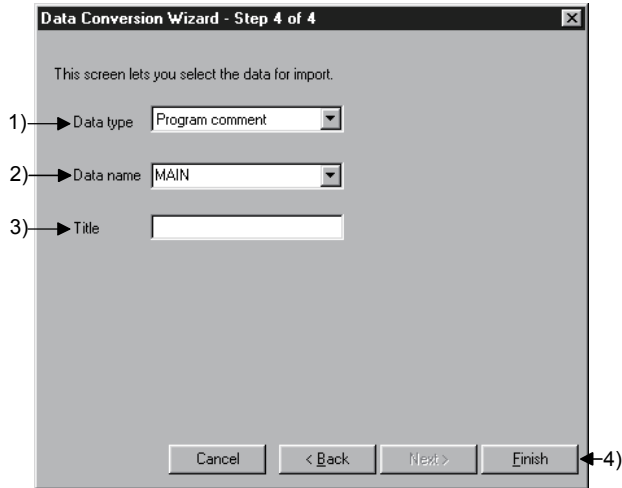 Data Conversion Wizard - Step 4 of 4
This screen lets you select the data for import.
1) Data type Program comment
2) Data name MAIN
3) Title
Cancel < Back Next > Finish 4)